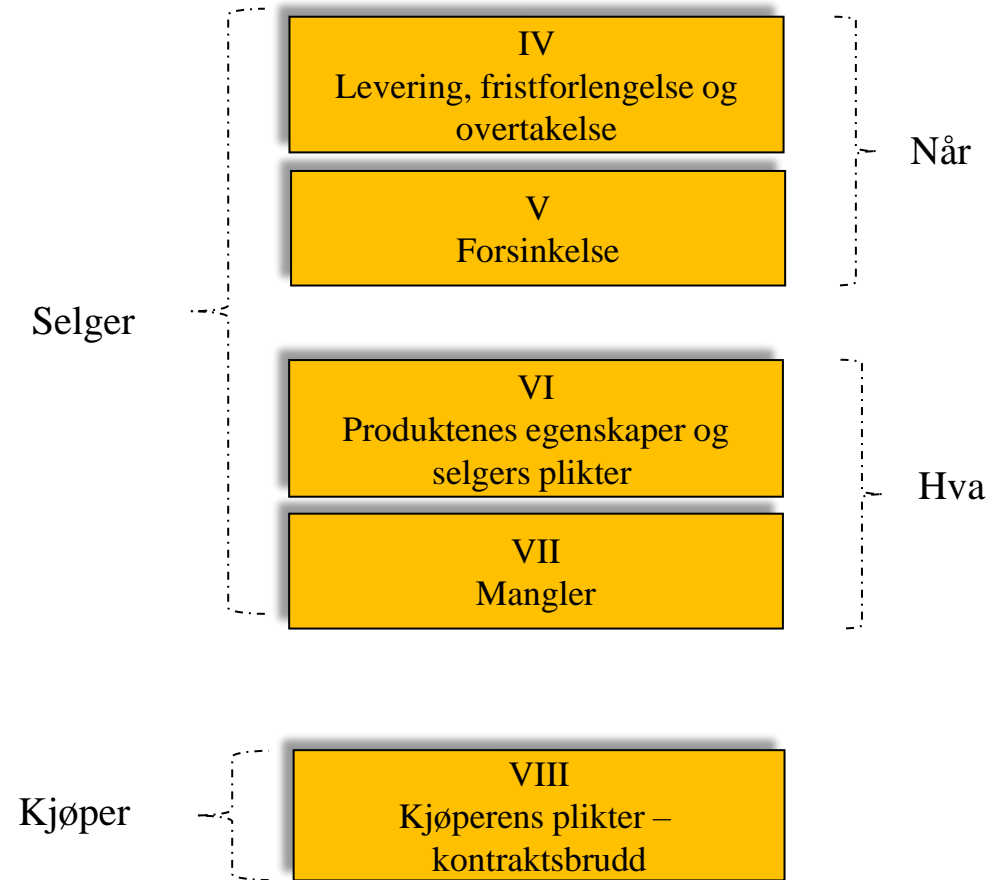 IV
Levering, fristforlengelse og
overtakelse
Når
V
Forsinkelse
Selger
VI
Produktenes egenskaper og
selgers plikter
Hva
VII
Mangler
VIII
Kjøper
Kjøperens plikter –
kontraktsbrudd